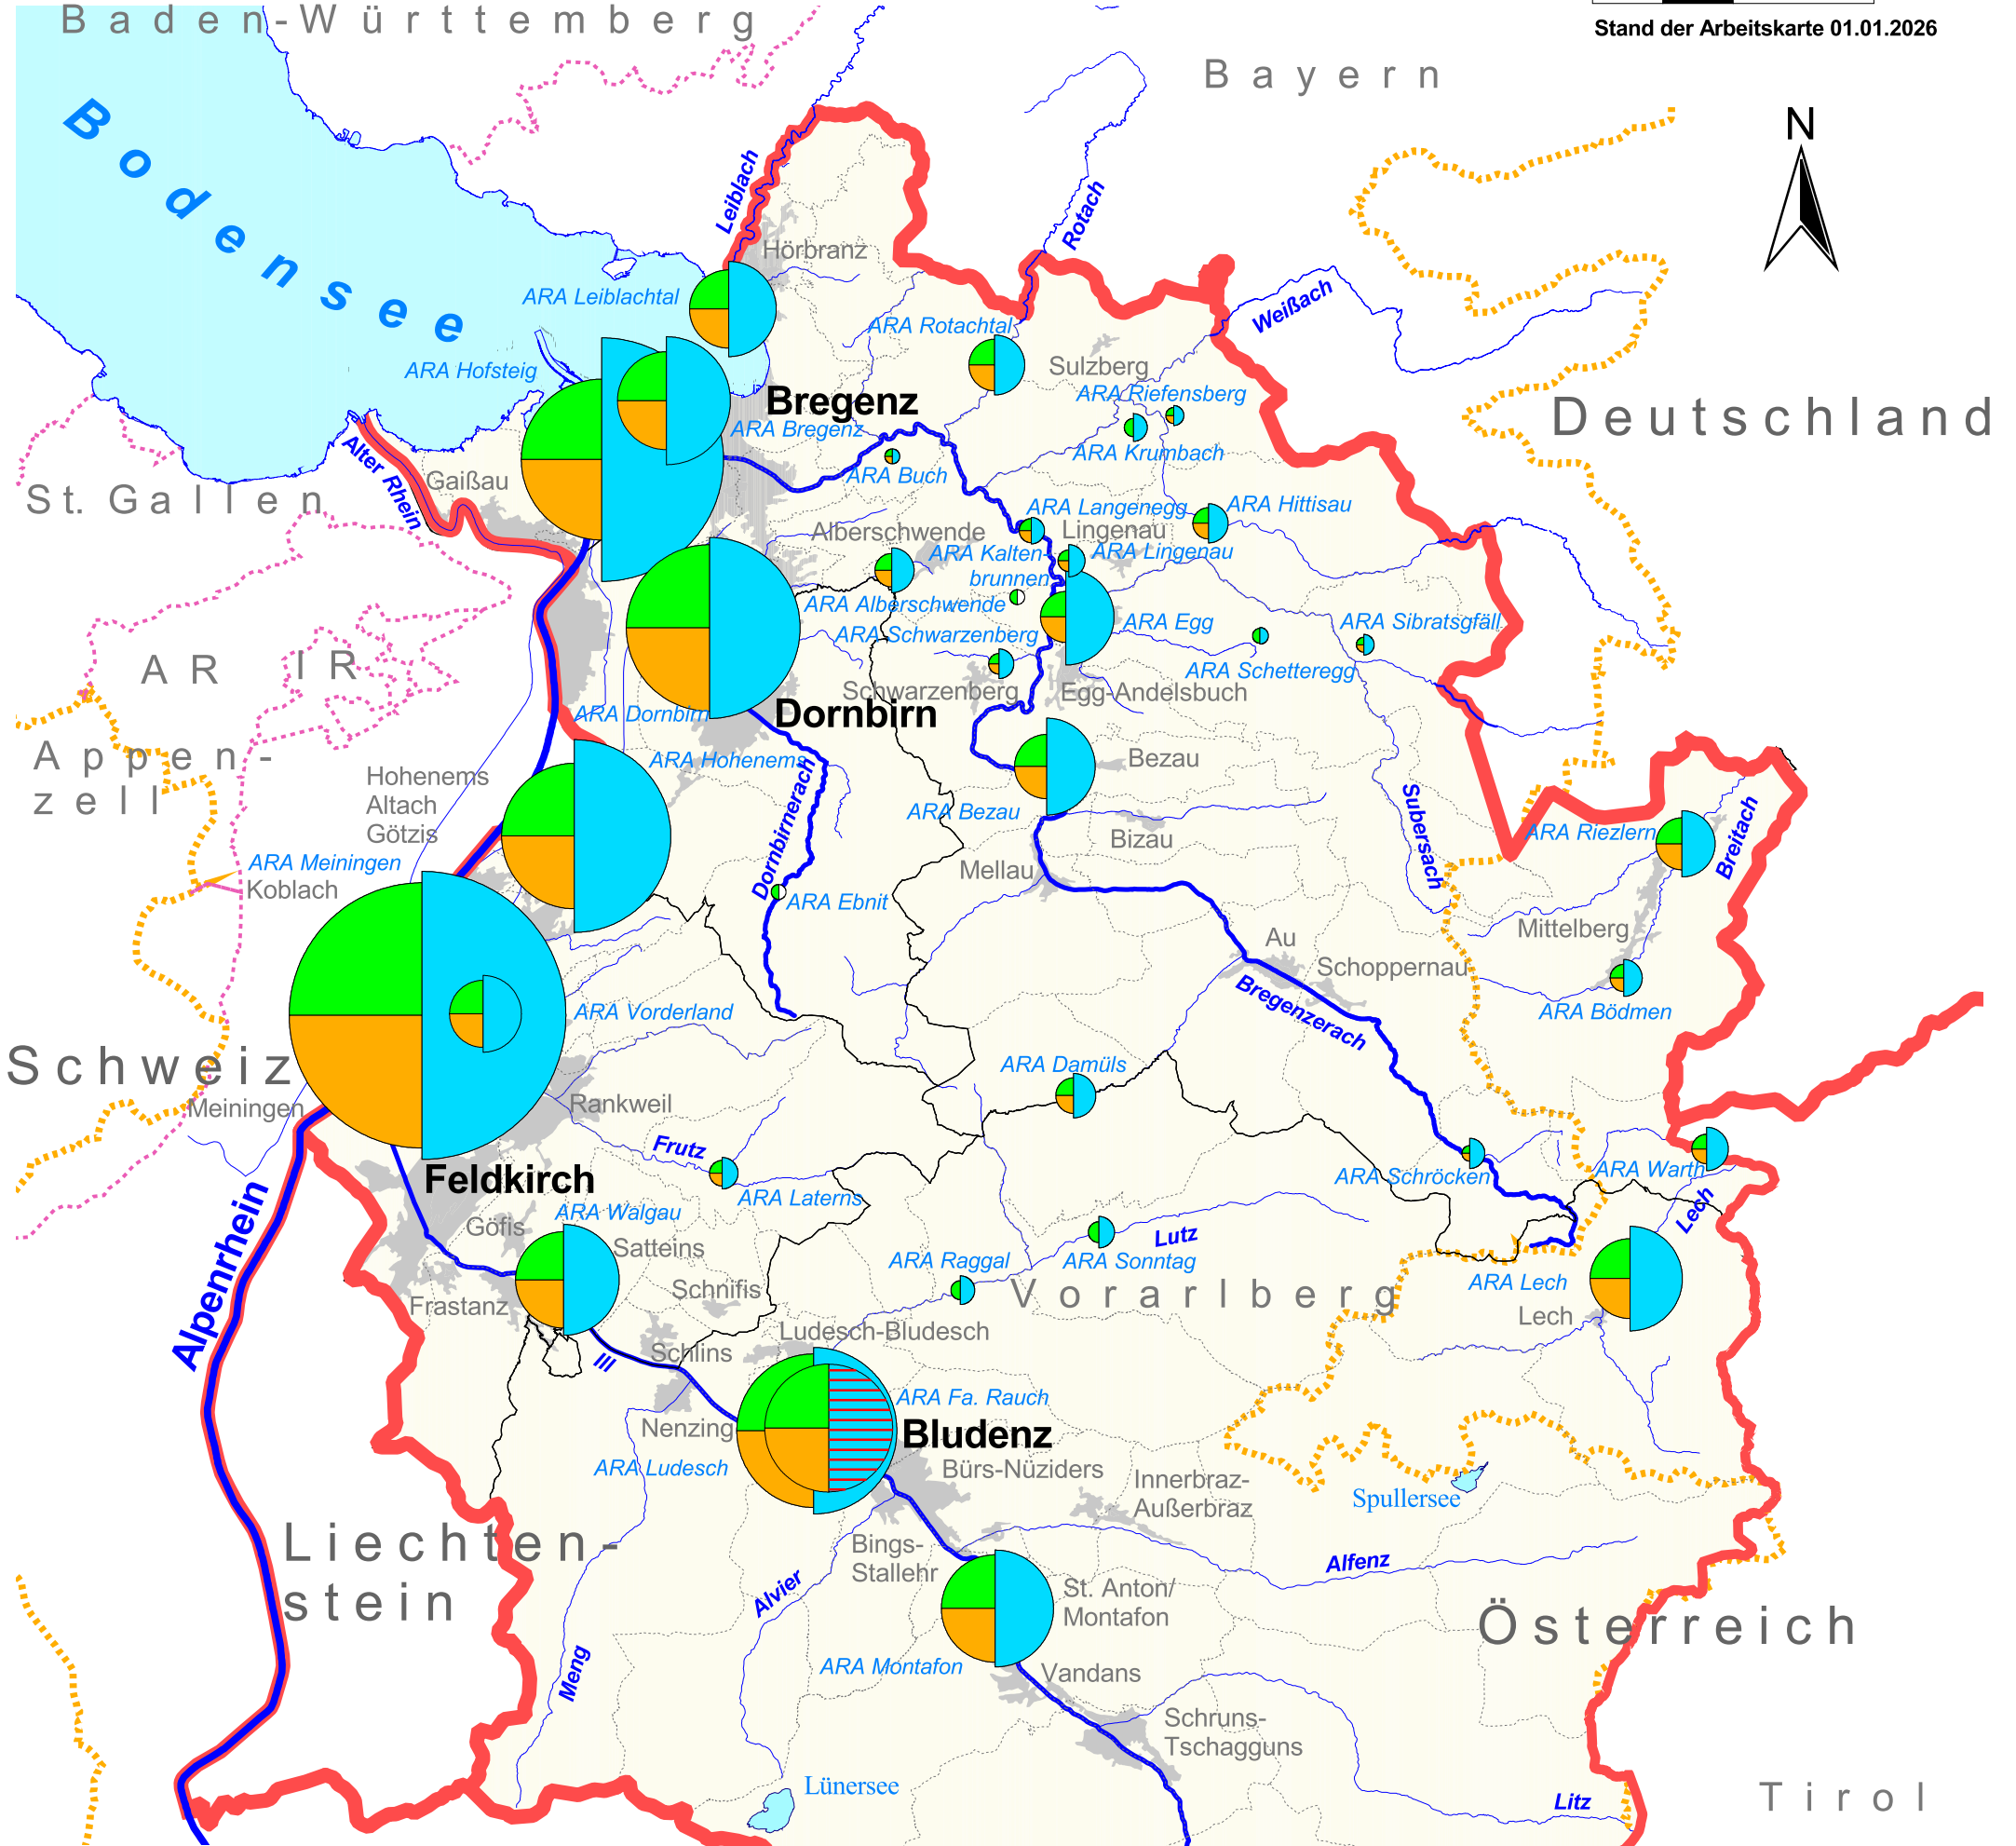 Baden-Württemberg
Stand der Arbeitskarte 01.01.2026
Bayern
Bodensee
N
Leiblach
Rotach
Hörbranz
ARA Leiblachtal
Weißach
ARA Rotachtal
ARA Hofsteig
Sulzberg
ARA Riefensberg
Bregenz
ARA Bregenz
Deutschland
Alter Rhein
ARA Krumbach
ARA Buch
Gaißau
St. Gallen
ARA Langenegg
ARA Hittisau
Alberschwende
Lingenau
ARA Kalten-
brunnen
ARA Lingenau
ARA Alberschwende
ARA Egg
ARA Sibratsgfäll
ARA Schwarzenberg
AR
IR
ARA Schetteregg
Schwarzenberg
Egg-Andelsbuch
ARA Dornbirn
Dornbirn
Appen-
zell
ARA Hohenems
Bezau
Hohenems
Altach
Götzis
ARA Bezau
Dornbirnerach
Subersach
Bizau
ARA Riezlern
Breitach
ARA Meiningen
Koblach
Mellau
ARA Ebnit
Mittelberg
Au
Schoppernau
Bregenzerach
ARA Vorderland
ARA Bödmen
Schweiz
ARA Damüls
Meiningen
Rankweil
Frutz
Feldkirch
ARA Laterns
ARA Schröcken
ARA Warth
Lech
ARA Walgau
Göfis
Satteins
Lutz
ARA Raggal
ARA Sonntag
Alpenrhein
Schnifis
Vorarlberg
ARA Lech
Lech
Frastanz
Ludesch-Bludesch
Ill
Schlins
ARA Fa. Rauch
Nenzing
Bludenz
ARA Ludesch
Bürs-Nüziders
Innerbraz-
Außerbraz
Spullersee
Liechten-
stein
Bings-
Stallehr
Alfenz
Alvier
St. Anton/
Montafon
Österreich
ARA Montafon
Meng
Vandans
Schruns-
Tschagguns
Lünersee
Litz
Tirol